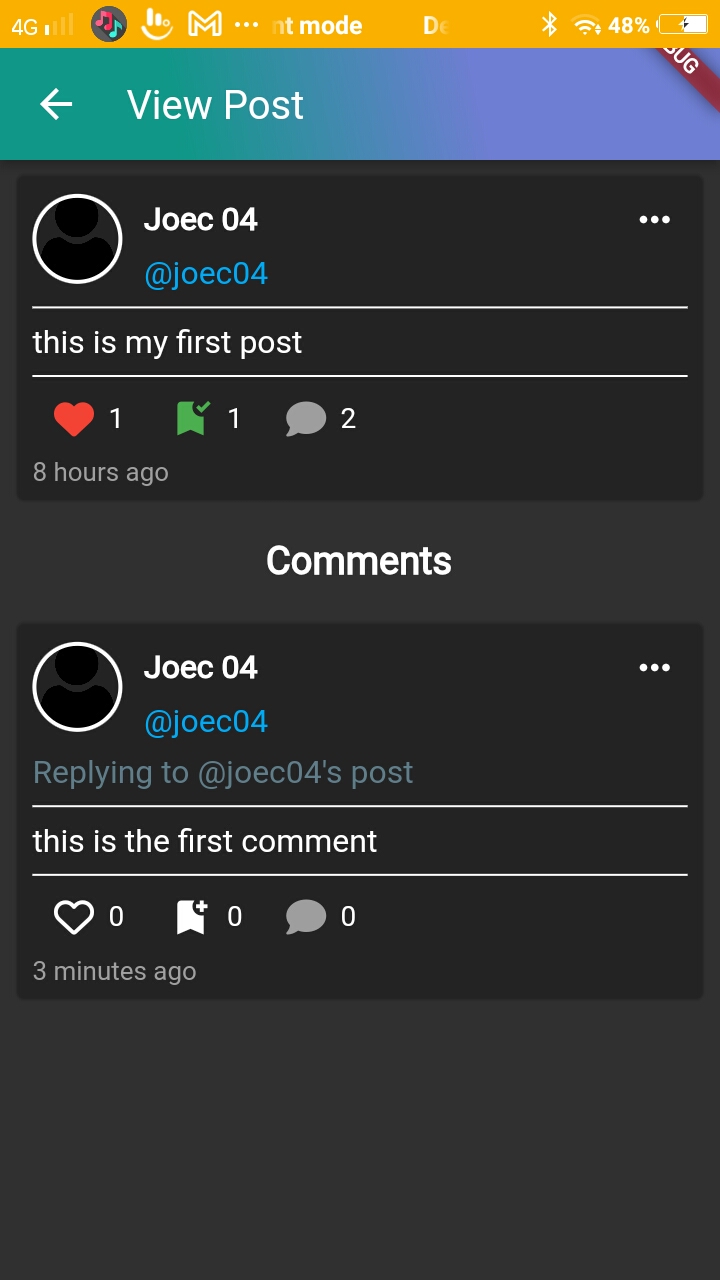 4G ... nt mode De 48%
View Post
UG
Joec 04
@joec04
this is my first post
1 1 2
8 hours ago
Comments
Joec 04
@joec04
Replying to @joec04's post
this is the first comment
0 0 0
3 minutes ago